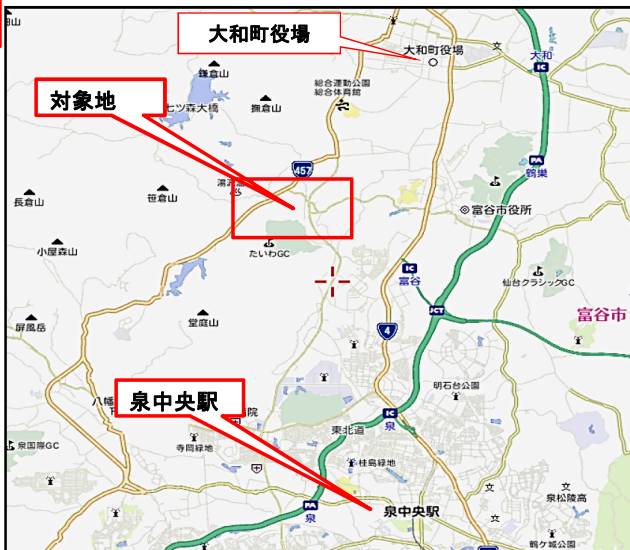 大和町役場
大和町役場
文
大和
IC
鎌倉山
対象地
総合運動公園
総合体育館
七ツ森大橋
撫倉山
PA
鶴巣
457
長倉山
笹倉山
富谷市役所
小屋森山
たいわGC
IC
富谷
仙台クラシックGC
JCT
富谷市
屏風岳
堂庭山
4
明石台公園
泉中央駅
八幡
院
IC
泉
東北道
泉国際GC
寺岡緑地
桂島緑地
文
文
泉松陵高
PA
泉
泉中央駅
文
鶴ケ城公園